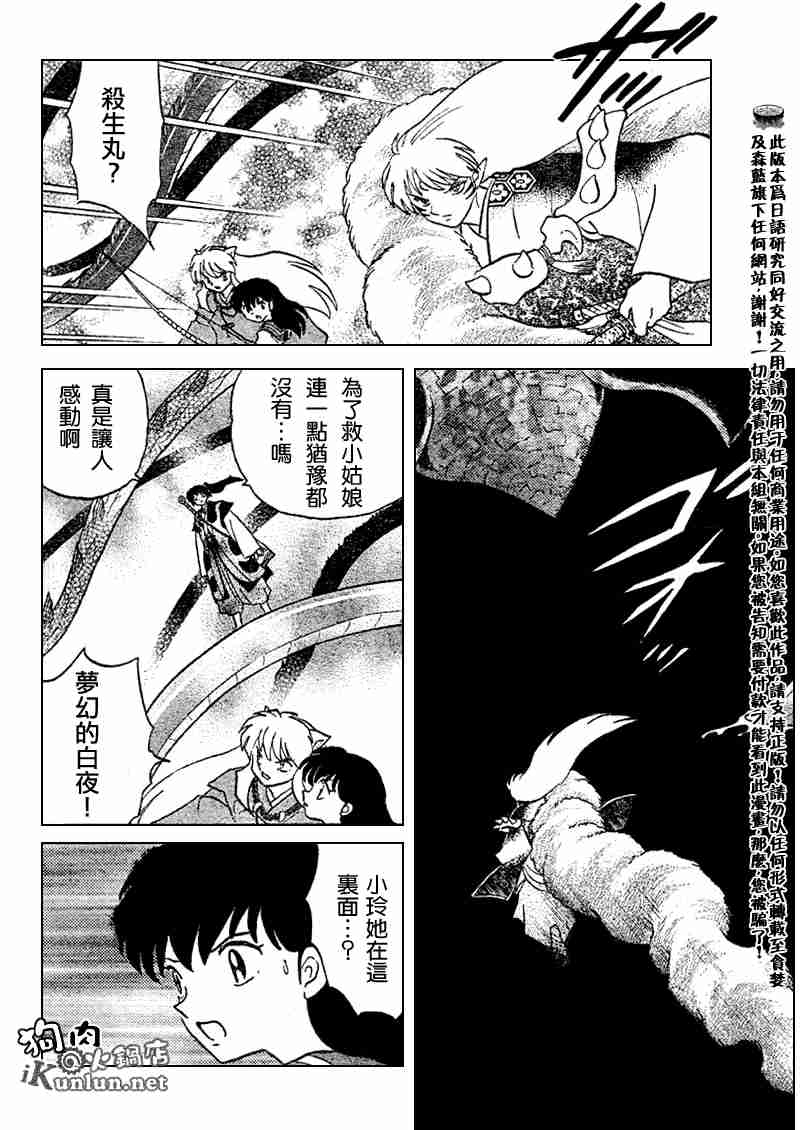 ザッ
殺生丸？
此版本爲日語研究同好交流之用，請勿用于任何商業用途，如您喜歡此作品，請支持正版！請勿以任何形式轉載至貪婪
及森藍旗下任何網站，謝謝！一切法律責任與本組無關，如果您被告知需要付款才能看到此漫畫，那麼，您被騙了！
為了救小姑娘
連一點猶豫都
沒有…嗎
真是讓人
感動啊
夢幻的白夜！
小玲她在這
裏面…？
狗肉
@火鍋店
iKunlun.net